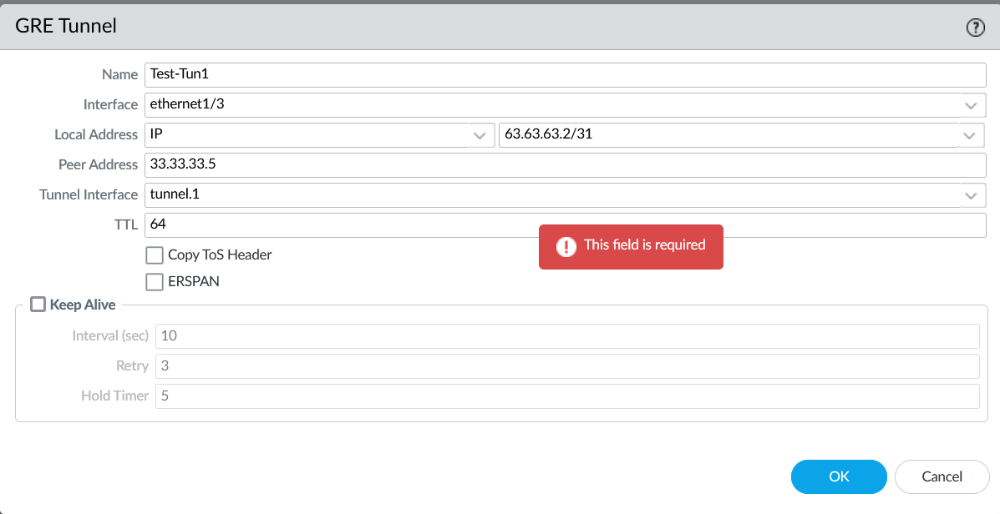 GRE Tunnel
?
Name Test-Tun1
Interface ethernet1/3
Local Address IP 63.63.63.2/31
Peer Address 33.33.33.5
Tunnel Interface tunnel.1
TTL 64
This field is required
Copy ToS Header
ERSPAN
Keep Alive
Interval (sec) 10
Retry 3
Hold Timer 5
OK Cancel